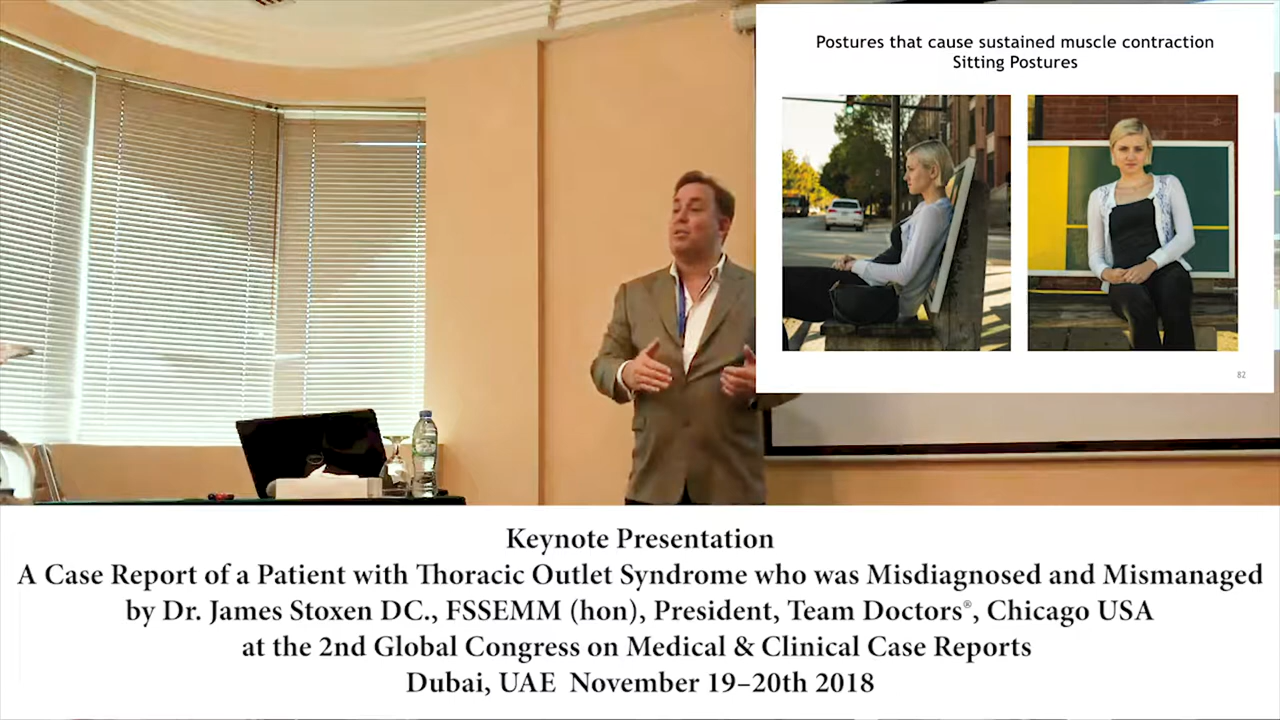 Postures that cause sustained muscle contraction
Sitting Postures
82
Keynote Presentation
A Case Report of a Patient with Thoracic Outlet Syndrome who was Misdiagnosed and Mismanaged
by Dr. James Stoxen DC., FSSEMM (hon), President, Team Doctors®, Chicago USA
at the 2nd Global Congress on Medical & Clinical Case Reports
Dubai, UAE November 19–20th 2018